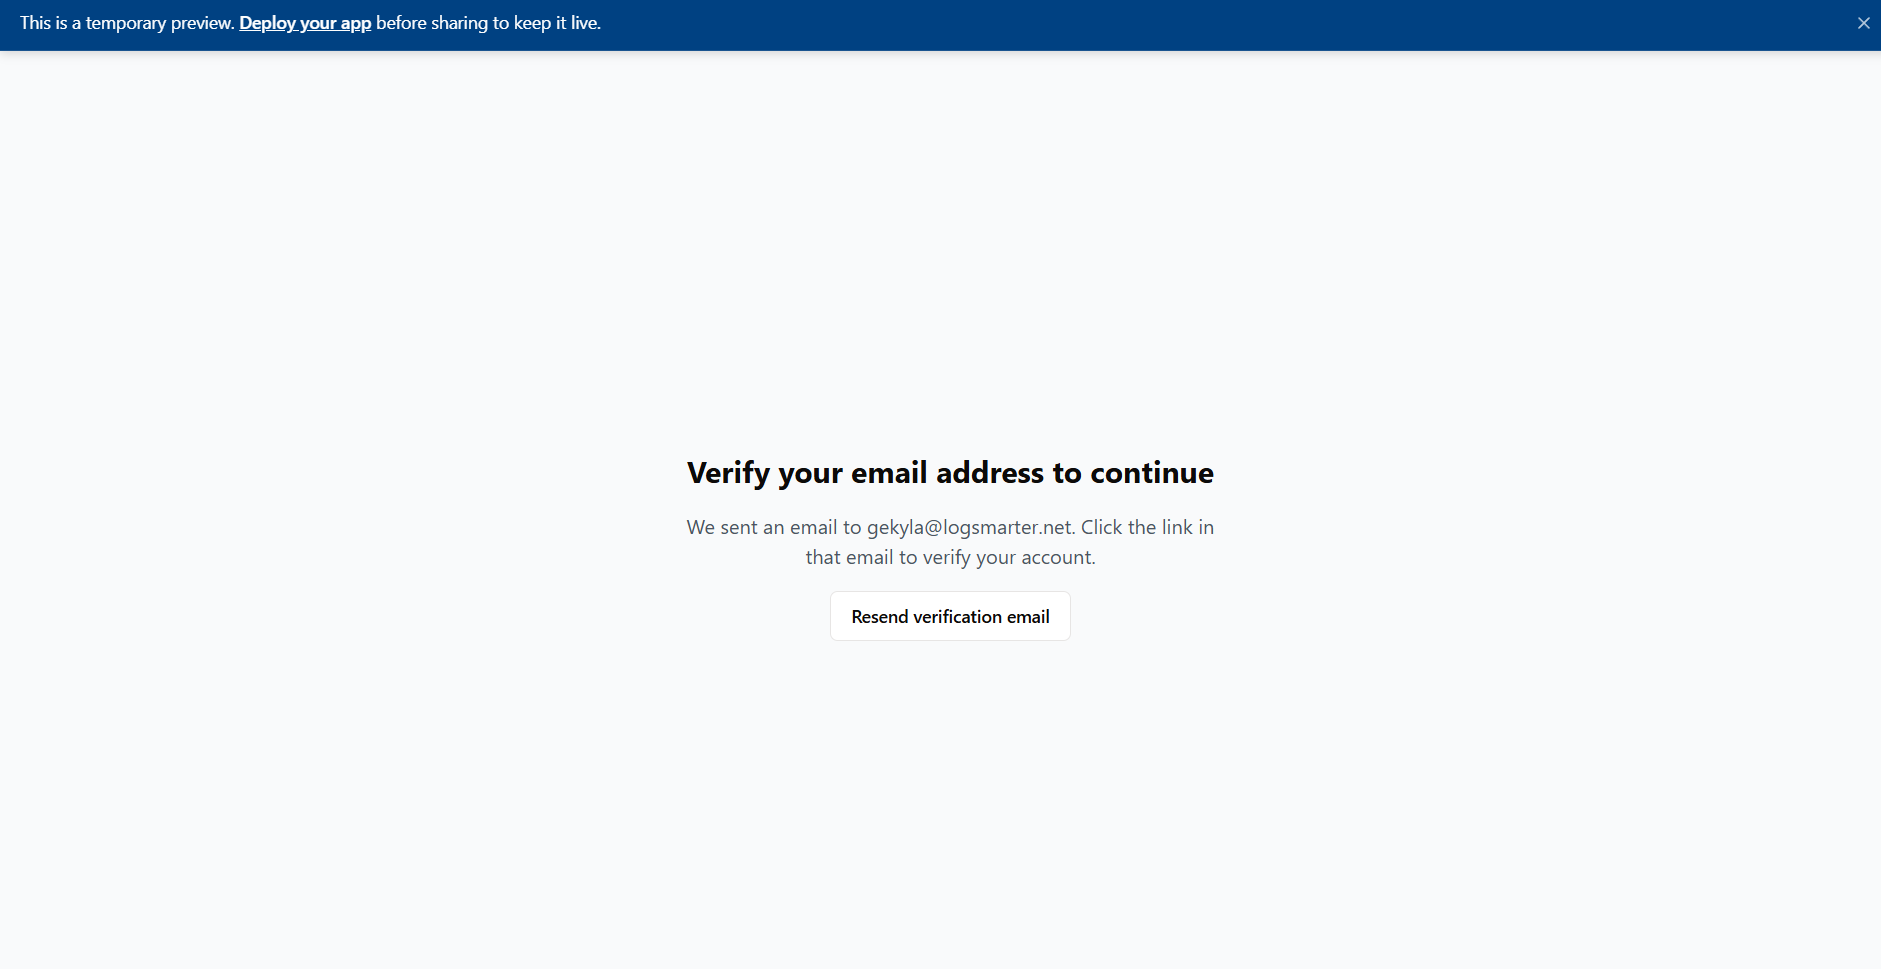 This is a temporary preview. Deploy your app before sharing to keep it live.
Verify your email address to continue
We sent an email to gekyla@logsmarter.net. Click the link in
that email to verify your account.
Resend verification email